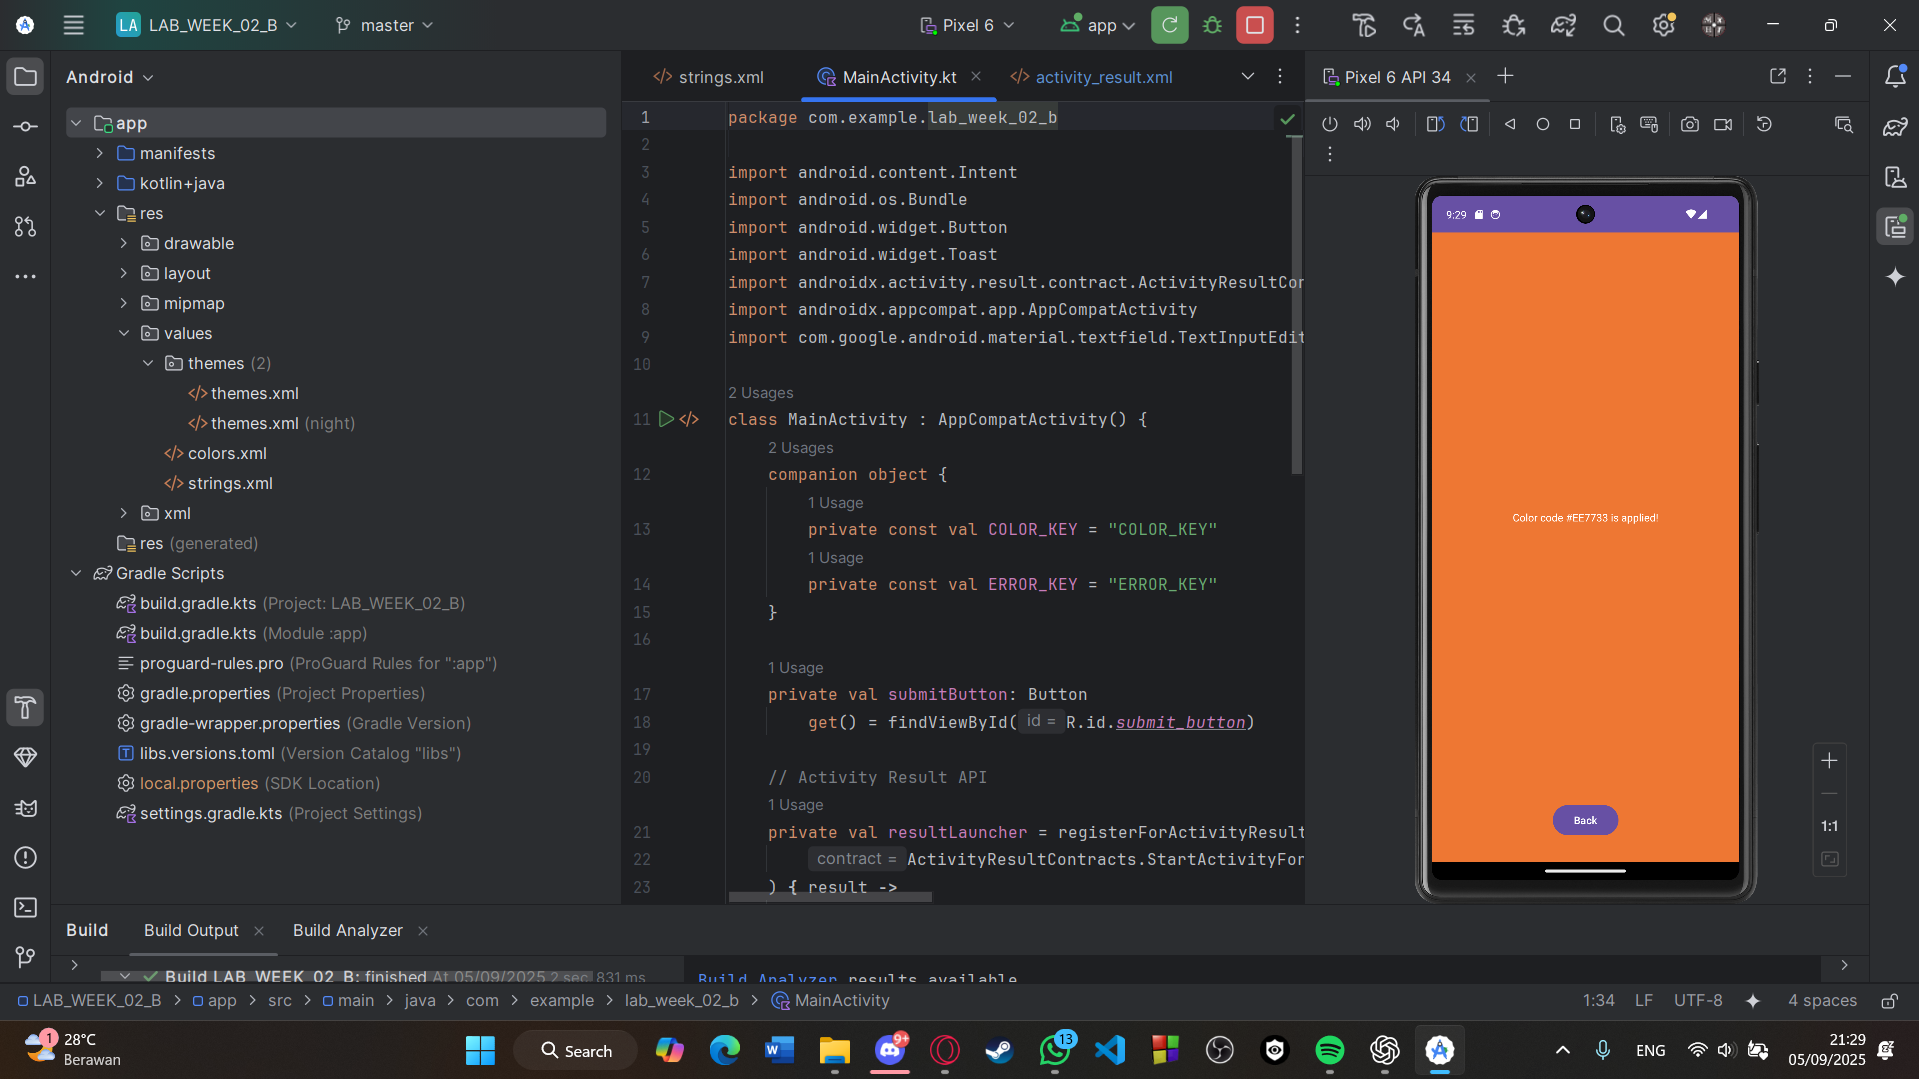 LA LAB_WEEK_02_B master Pixel 6 app
Android
app
manifests
kotlin+java
res
drawable
layout
mipmap
values
themes (2)
themes.xml
themes.xml (night)
colors.xml
strings.xml
xml
res (generated)
Gradle Scripts
build.gradle.kts (Project: LAB_WEEK_02_B)
build.gradle.kts (Module :app)
proguard-rules.pro (ProGuard Rules for ":app")
gradle.properties (Project Properties)
gradle-wrapper.properties (Gradle Version)
libs.versions.toml (Version Catalog "libs")
local.properties (SDK Location)
settings.gradle.kts (Project Settings)
strings.xml MainActivity.kt activity_result.xml
1 package com.example.lab_week_02_b
2
3 import android.content.Intent
4 import android.os.Bundle
5 import android.widget.Button
6 import android.widget.Toast
7 import androidx.activity.result.contract.ActivityResultCon
8 import androidx.appcompat.app.AppCompatActivity
9 import com.google.android.material.textfield.TextInputEdit
10
2 Usages
11 class MainActivity : AppCompatActivity() {
2 Usages
12 companion object {
1 Usage
13 private const val COLOR_KEY = "COLOR_KEY"
1 Usage
14 private const val ERROR_KEY = "ERROR_KEY"
15 }
16
1 Usage
17 private val submitButton: Button
18 get() = findViewById( id = R.id.submit_button)
19
20 // Activity Result API
1 Usage
21 private val resultLauncher = registerForActivityResult
22 contract = ActivityResultContracts.StartActivityFor
23 ) { result ->
Pixel 6 API 34
9:29
Color code #EE7733 is applied!
Back
1:1
Build Build Output Build Analyzer
Build LAB_WEEK_02_B: finished At 05/09/2025 2 sec, 831 ms
Build Analyzer results available
LAB_WEEK_02_B > app > src > main > java > com > example > lab_week_02_b > MainActivity
1:34 LF UTF-8 4 spaces
1 28°C
Berawan
Search
9+
13
ENG
21:29
05/09/2025